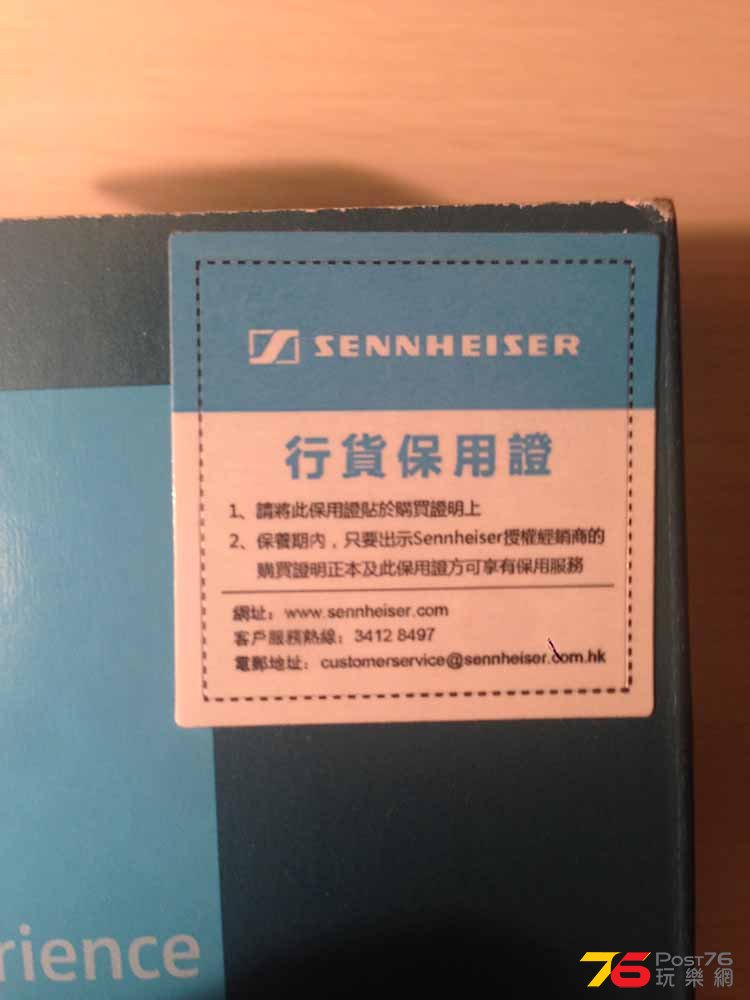 SENNHEISER
行貨保用證
1、請將此保用證貼於購買證明上
2、保養期內，只要出示Sennheiser授權經銷商的
購買證明正本及此保用證方可享有保用服務
網址：www.sennheiser.com
客戶服務熱線：3412 8497
電郵地址：customerservice@sennheiser.com.hk
rience
76 POST76
玩樂網